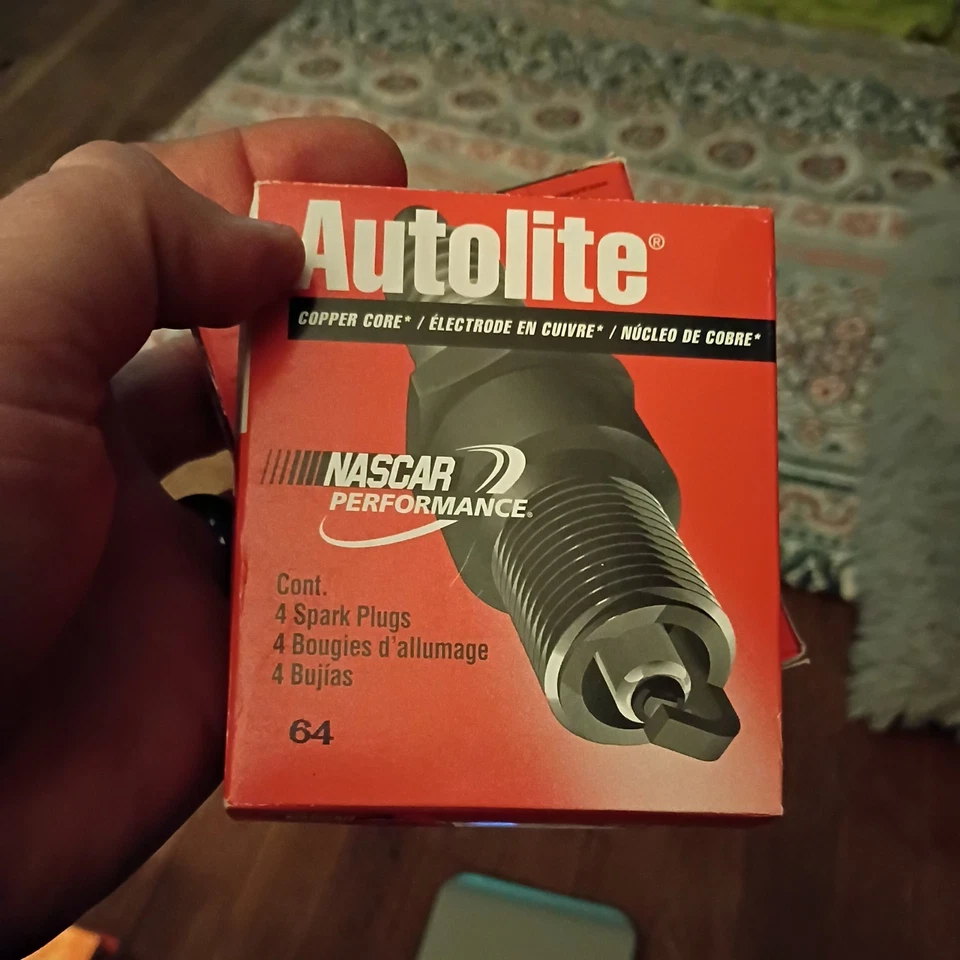 Autolite®
COPPER CORE* / ÉLECTRODE EN CUIVRE* / NÚCLEO DE COBRE*
NASCAR
PERFORMANCE®
Cont.
4 Spark Plugs
4 Bougies d'allumage
4 Bujías
64